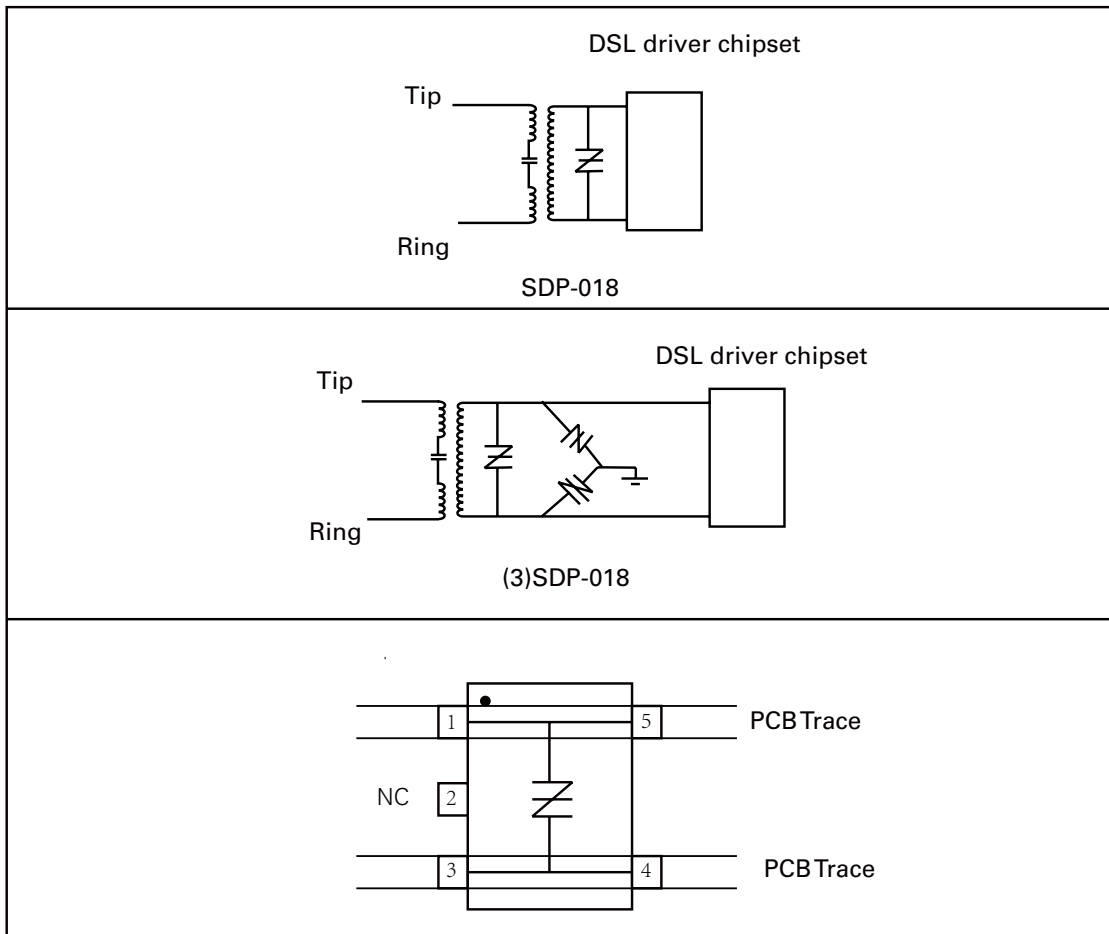 DSL driver chipset
Tip
Ring
SDP-018
DSL driver chipset
Tip
Ring
(3)SDP-018
1
5
PCB Trace
NC
2
3
4
PCB Trace